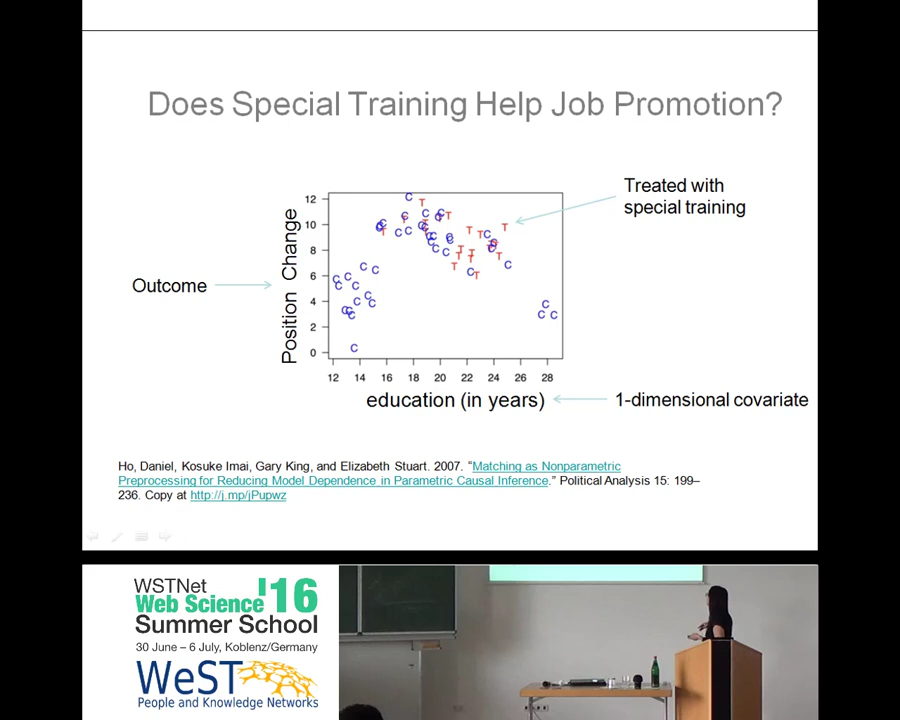 Does Special Training Help Job Promotion?
Treated with
special training
Outcome
Position Change
12
10
8
6
4
2
0
12 14 16 18 20 22 24 26 28
education (in years)
1-dimensional covariate
Ho, Daniel, Kosuke Imai, Gary King, and Elizabeth Stuart. 2007. “Matching as Nonparametric
Preprocessing for Reducing Model Dependence in Parametric Causal Inference.” Political Analysis 15: 199–
236. Copy at http://j.mp/jPupwz
WSTNet
Web Science '16
Summer School
30 June – 6 July, Koblenz/Germany
WeST
People and Knowledge Networks